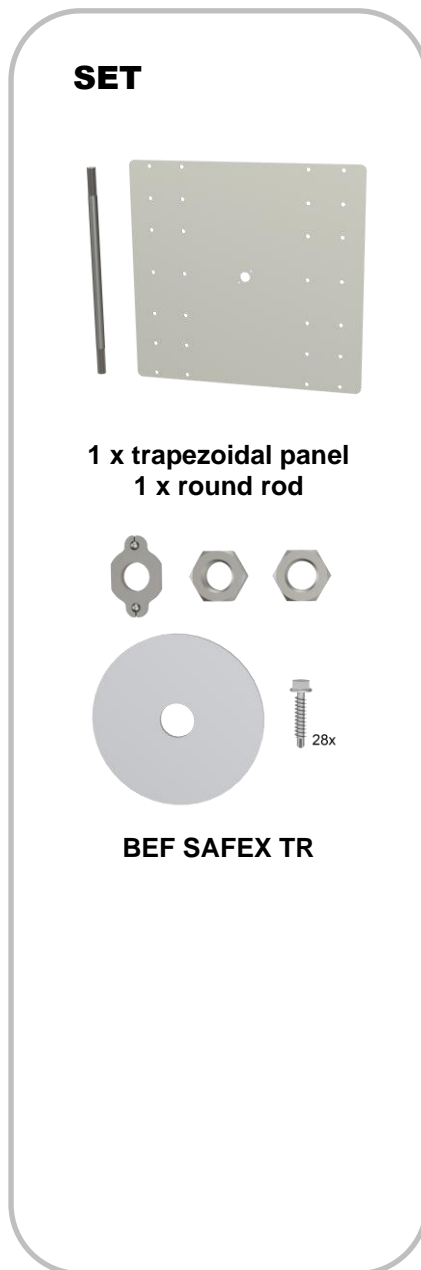 SET
1 x trapezoidal panel
1 x round rod
28x
BEF SAFEX TR